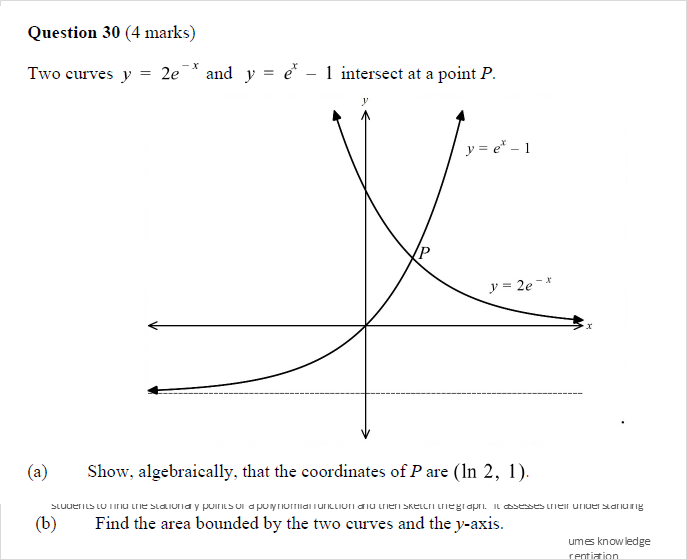 Question 30 (4 marks)
Two curves y = 2e^{-x} and y = e^x − 1 intersect at a point P.
y
y = e^x − 1
P
y = 2e^{-x}
x
(a) Show, algebraically, that the coordinates of P are (ln 2, 1).
students to find the stationary points of a polynomial function and then sketch the graph. It assesses their understanding
(b) Find the area bounded by the two curves and the y-axis.
umes knowledge
rentiation